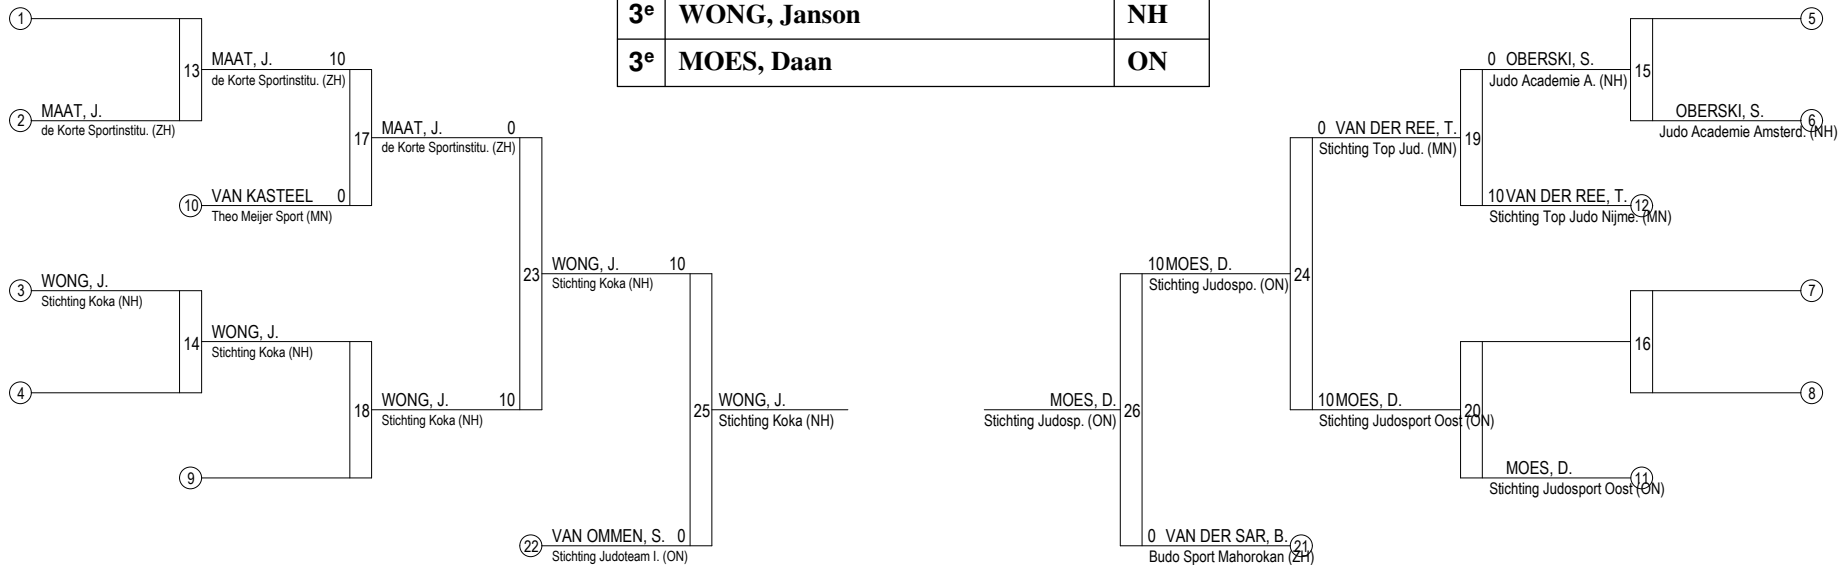 3e WONG, Janson NH
3e MOES, Daan ON
1
13
MAAT, J. 10
de Korte Sportinstitu. (ZH)
2
MAAT, J.
de Korte Sportinstitu. (ZH)
17
MAAT, J. 0
de Korte Sportinstitu. (ZH)
10
VAN KASTEEL 0
Theo Meijer Sport (MN)
3
WONG, J.
Stichting Koka (NH)
14
WONG, J.
Stichting Koka (NH)
4
18
WONG, J. 10
Stichting Koka (NH)
9
23
WONG, J. 10
Stichting Koka (NH)
25
WONG, J.
Stichting Koka (NH)
22
VAN OMMEN, S. 0
Stichting Judoteam I. (ON)
5
0 OBERSKI, S.
Judo Academie A. (NH)
15
OBERSKI, S.
6
Judo Academie Amsterd. (NH)
0 VAN DER REE, T.
Stichting Top Jud. (MN)
19
10 VAN DER REE, T.
12
Stichting Top Judo Nijme. (MN)
10 MOES, D.
Stichting Judospo. (ON)
24
7
16
8
MOES, D.
Stichting Judosp. (ON)
26
10 MOES, D.
Stichting Judosport Oost (ON)
20
MOES, D.
11
Stichting Judosport Oost (ON)
0 VAN DER SAR, B.
21
Budo Sport Mahorokan (ZH)